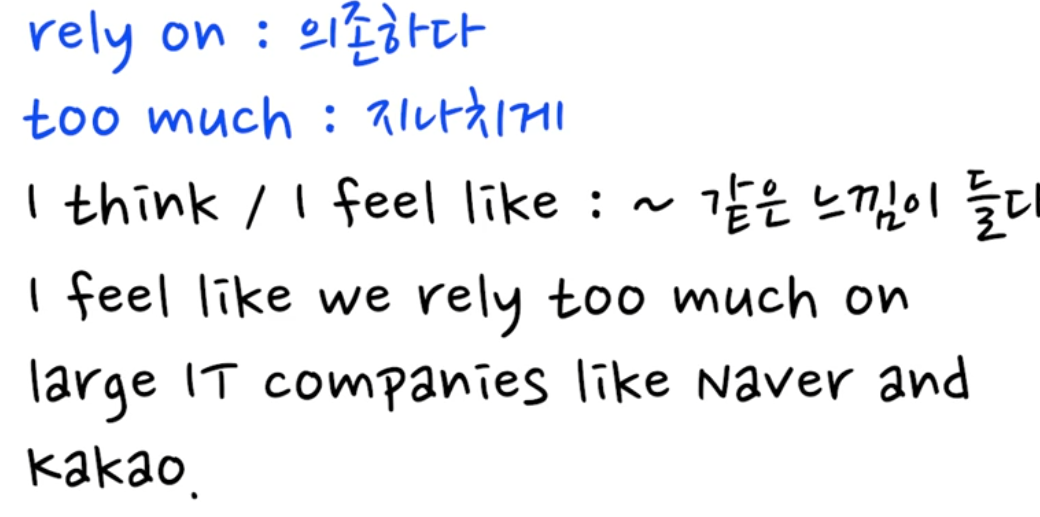 rely on : 의존하다
too much : 지나치게
I think / I feel like : ~ 같은 느낌이 들다
I feel like we rely too much on
large IT companies like Naver and
Kakao.